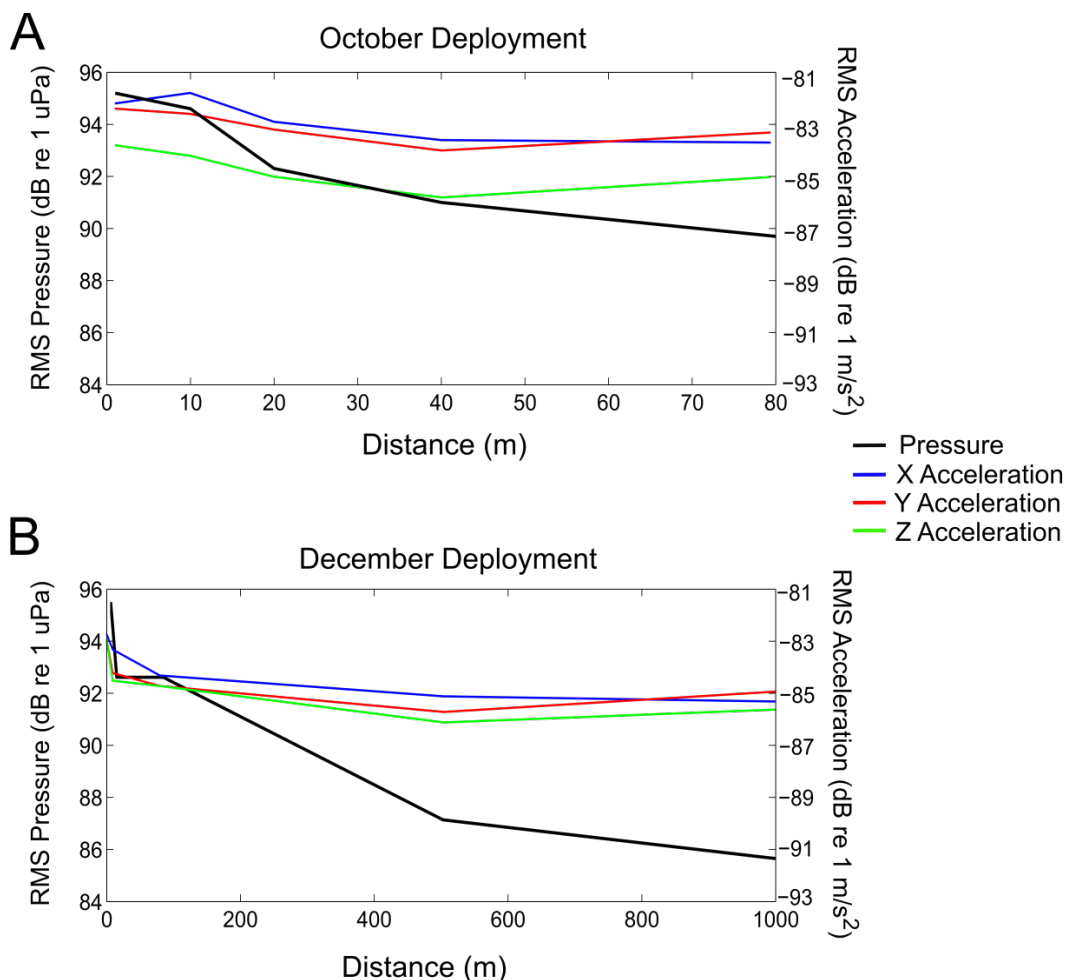 A
October Deployment
RMS Pressure (dB re 1 uPa)
96
94
92
90
88
86
84
0 10 20 30 40 50 60 70 80
Distance (m)
−81
−83
−85
−87
−89
−91
−93
RMS Acceleration (dB re 1 m/s²)
Pressure
X Acceleration
Y Acceleration
Z Acceleration
B
December Deployment
RMS Pressure (dB re 1 uPa)
96
94
92
90
88
86
84
0 200 400 600 800 1000
Distance (m)
−81
−83
−85
−87
−89
−91
−93
RMS Acceleration (dB re 1 m/s²)